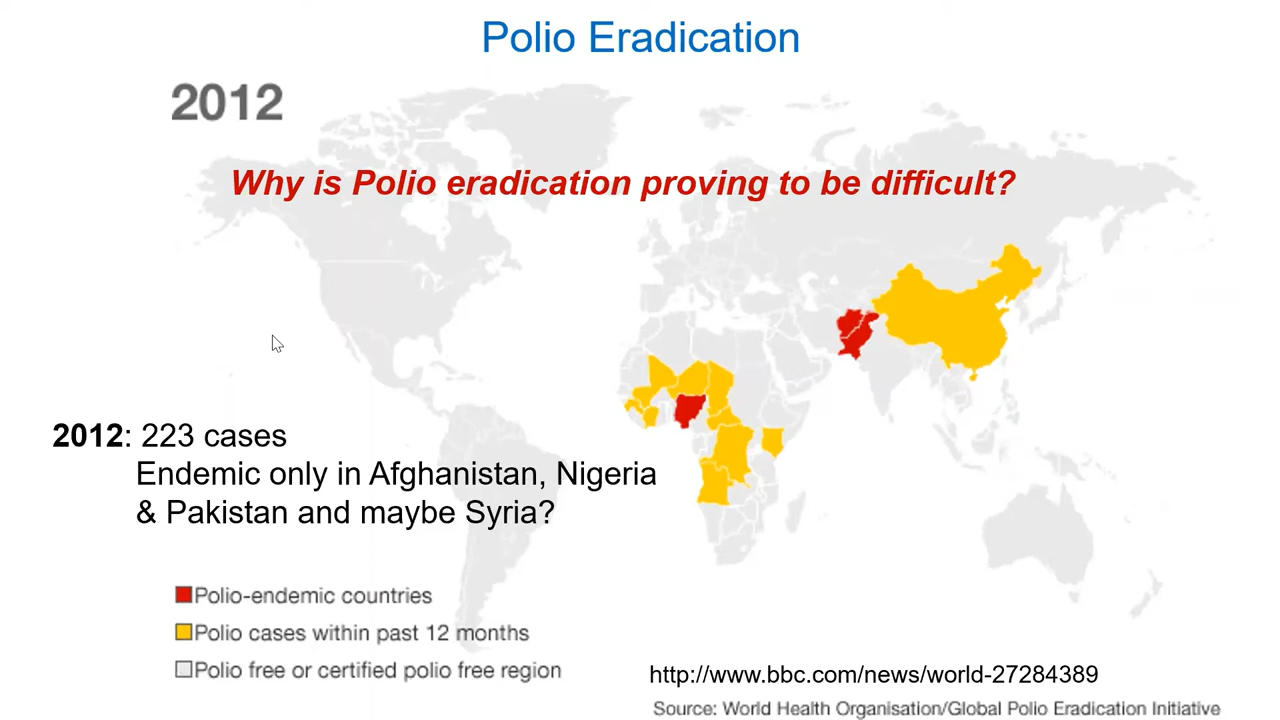 Polio Eradication
2012
Why is Polio eradication proving to be difficult?
2012: 223 cases
Endemic only in Afghanistan, Nigeria
& Pakistan and maybe Syria?
Polio-endemic countries
Polio cases within past 12 months
Polio free or certified polio free region
http://www.bbc.com/news/world-27284389
Source: World Health Organisation/Global Polio Eradication Initiative